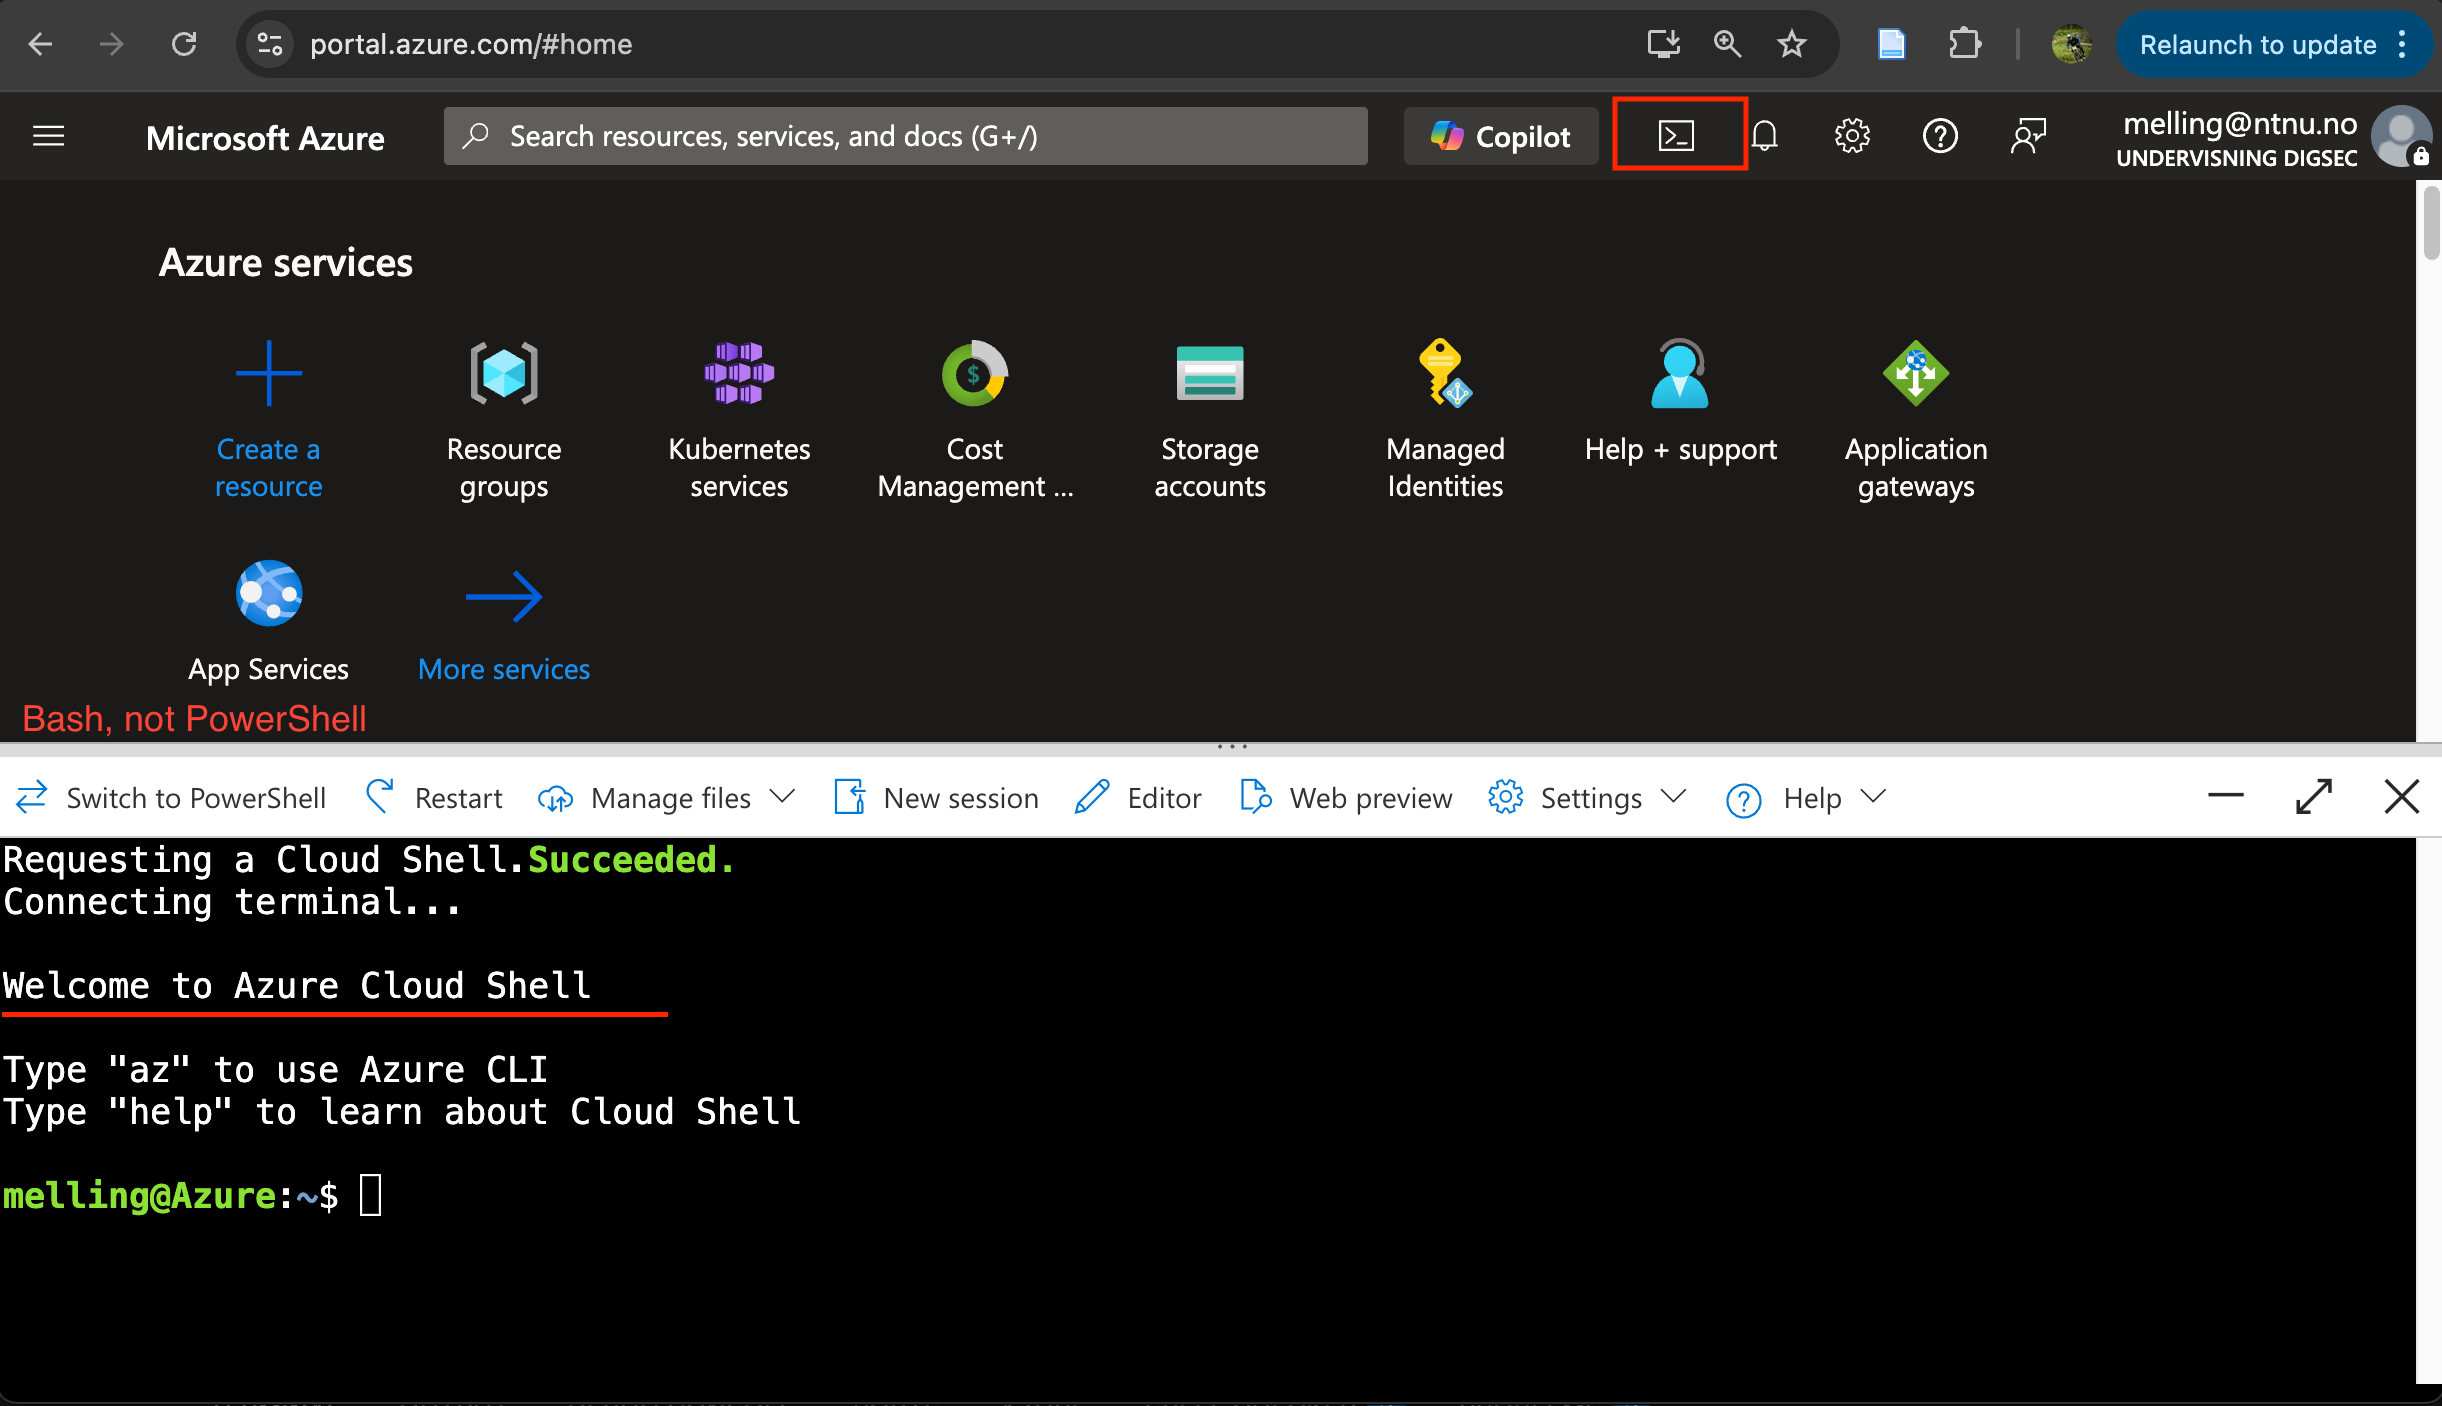 portal.azure.com/#home
Relaunch to update
Microsoft Azure
Search resources, services, and docs (G+/)
Copilot
melling@ntnu.no
UNDERVISNING DIGSEC
Azure services
Create a
resource
Resource
groups
Kubernetes
services
Cost
Management ...
Storage
accounts
Managed
Identities
Help + support
Application
gateways
App Services
More services
Bash, not PowerShell
Switch to PowerShell
Restart
Manage files
New session
Editor
Web preview
Settings
Help
Requesting a Cloud Shell.Succeeded.
Connecting terminal...
Welcome to Azure Cloud Shell
Type "az" to use Azure CLI
Type "help" to learn about Cloud Shell
melling@Azure:~$